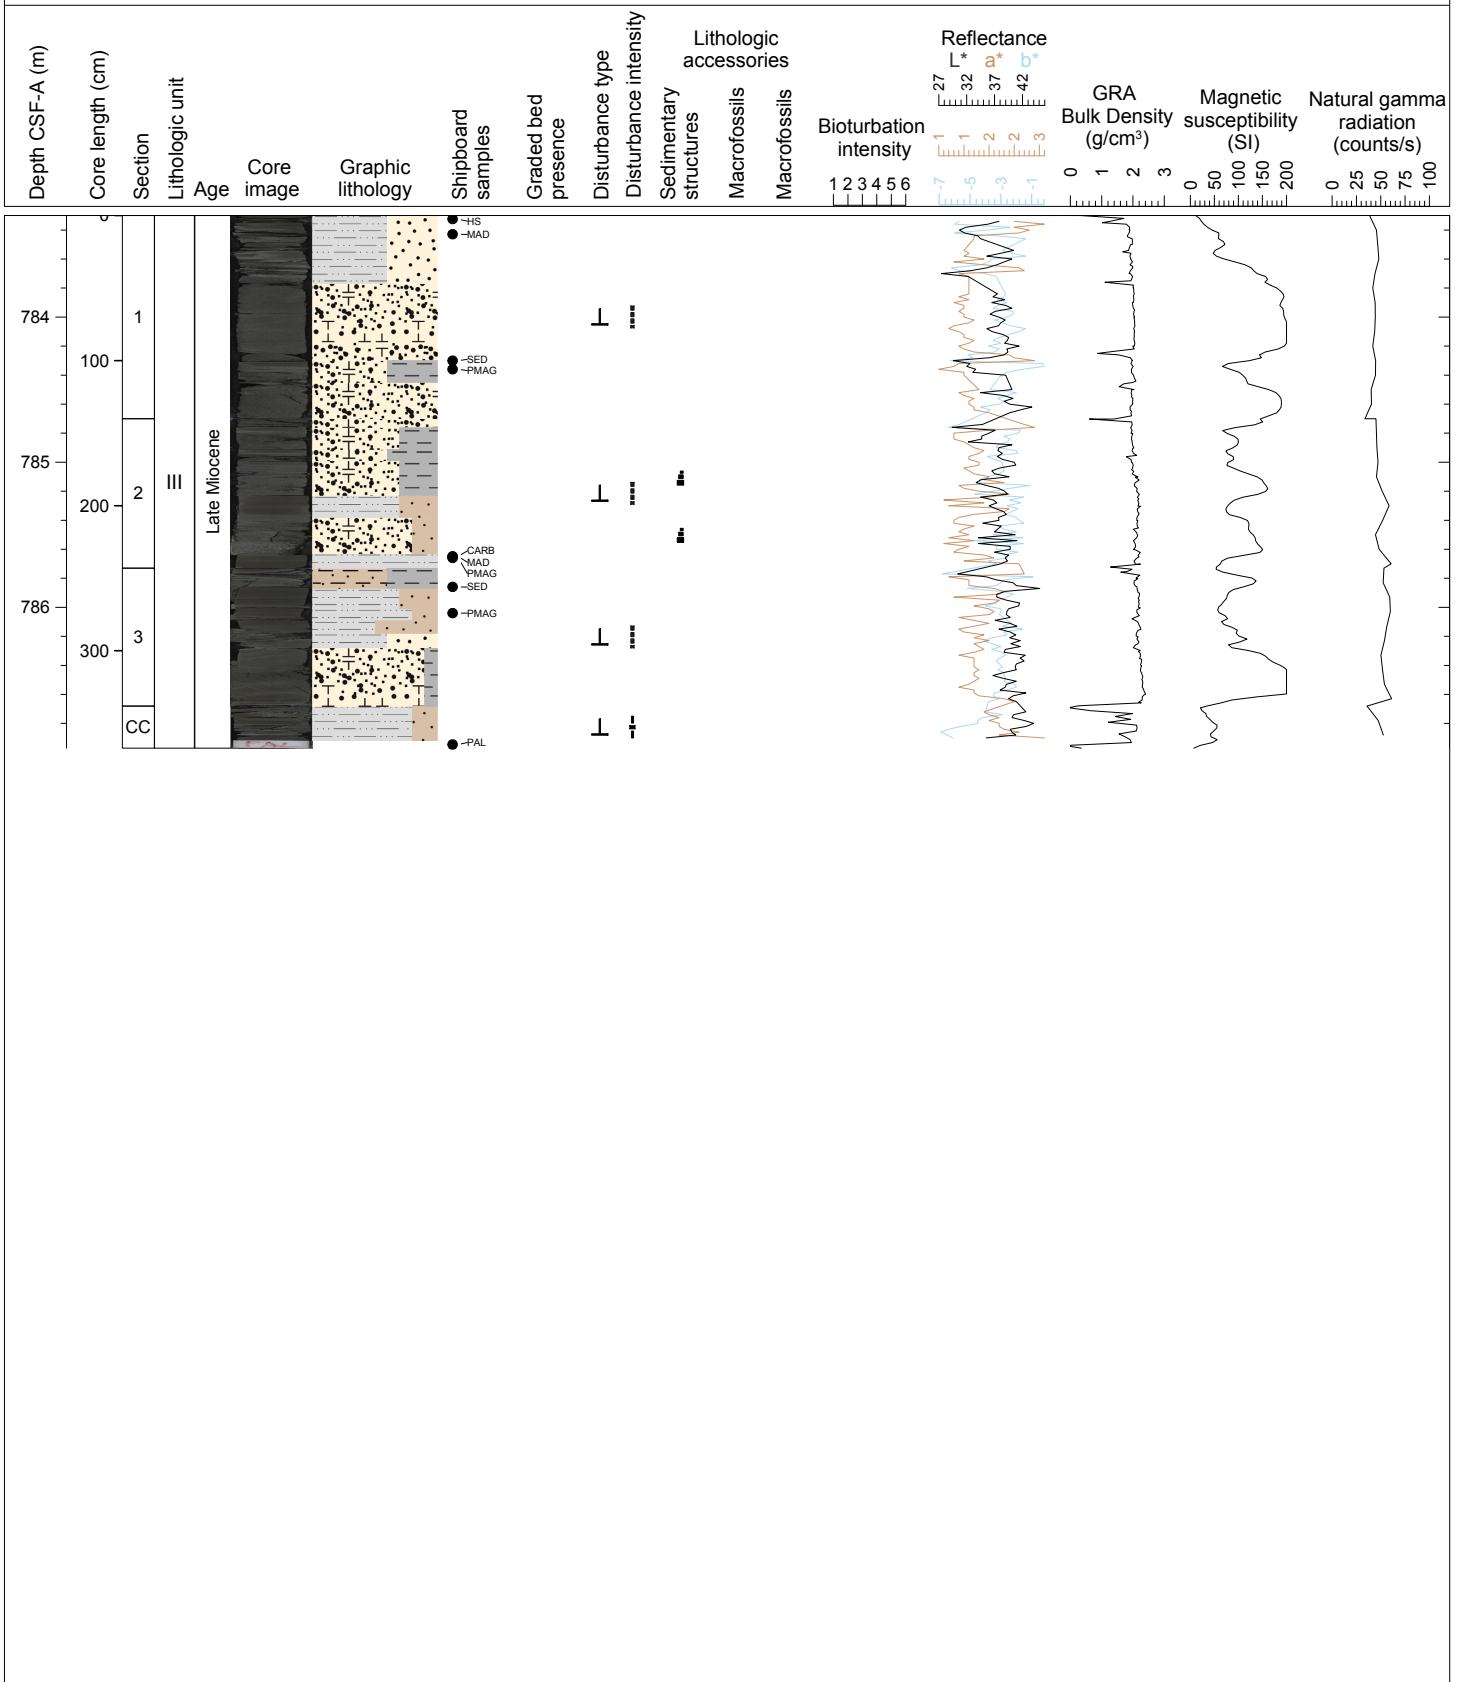 Depth CSF-A (m)
Core length (cm)
Section
Lithologic unit
Age
Core
image
Graphic
lithology
Shipboard
samples
Graded bed
presence
Disturbance type
Disturbance intensity
Lithologic
accessories
Sedimentary
structures
Macrofossils
Macrofossils
Bioturbation
intensity
1 2 3 4 5 6
Reflectance
L* a* b*
27 32 37 42
1 1 2 2 3
-7 -5 -3 -1
GRA
Bulk Density
(g/cm³)
0 1 2 3
Magnetic
susceptibility
(SI)
0 50 100 150 200
Natural gamma
radiation
(counts/s)
0 25 50 75 100
0
HS
MAD
784
1
100
SED
PMAG
785
III
Late Miocene
2
200
CARB
MAD
PMAG
SED
786
PMAG
3
300
CC
PAL